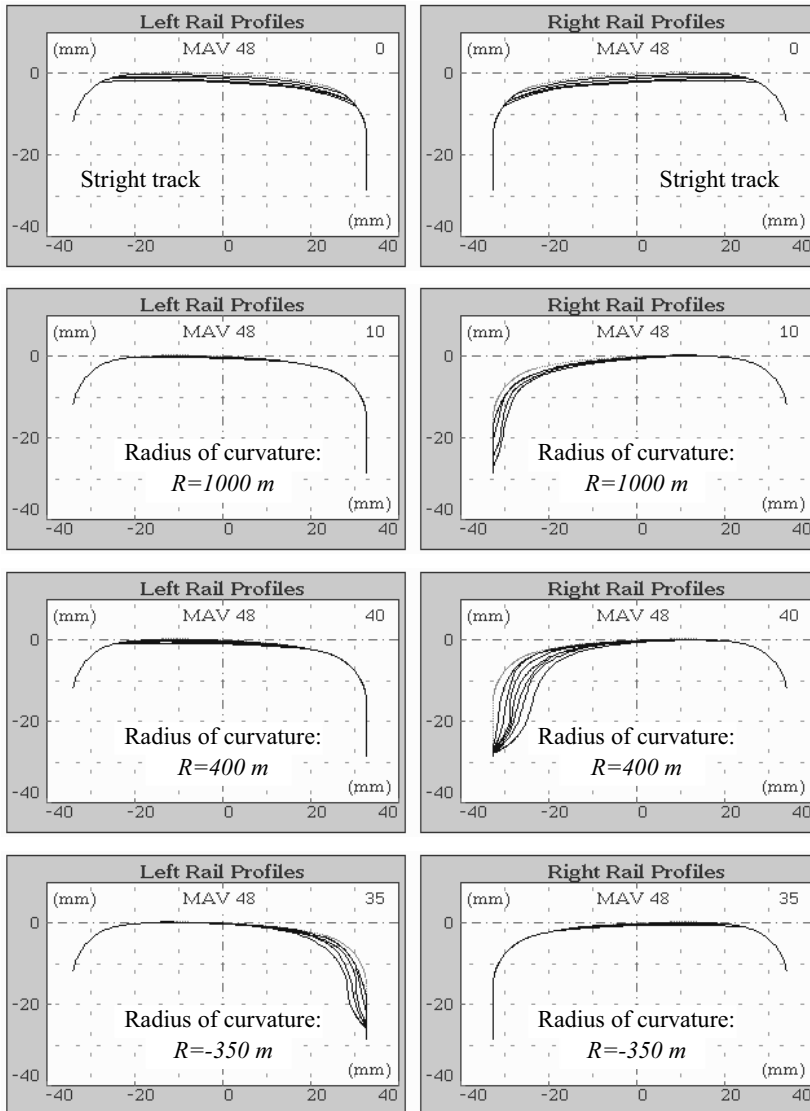 Left Rail Profiles
(mm) MAV 48 0
0
-20
Stright track
-40
(mm)
-40 -20 0 20 40
Right Rail Profiles
(mm) MAV 48 0
0
-20
Stright track
-40
(mm)
-40 -20 0 20 40
Left Rail Profiles
(mm) MAV 48 10
0
-20
Radius of curvature:
R=1000 m
-40
(mm)
-40 -20 0 20 40
Right Rail Profiles
(mm) MAV 48 10
0
-20
Radius of curvature:
R=1000 m
-40
(mm)
-40 -20 0 20 40
Left Rail Profiles
(mm) MAV 48 40
0
-20
Radius of curvature:
R=400 m
-40
(mm)
-40 -20 0 20 40
Right Rail Profiles
(mm) MAV 48 40
0
-20
Radius of curvature:
R=400 m
-40
(mm)
-40 -20 0 20 40
Left Rail Profiles
(mm) MAV 48 35
0
-20
Radius of curvature:
R=-350 m
-40
(mm)
-40 -20 0 20 40
Right Rail Profiles
(mm) MAV 48 35
0
-20
Radius of curvature:
R=-350 m
-40
(mm)
-40 -20 0 20 40